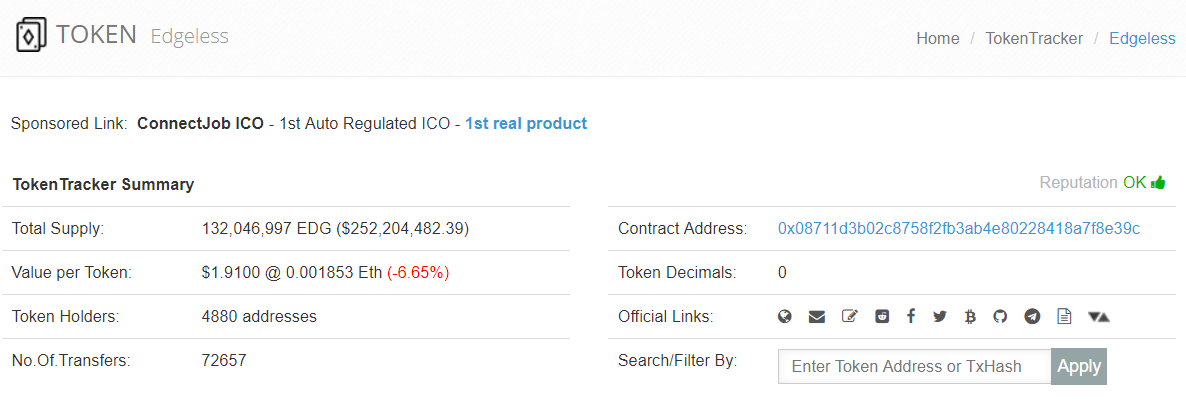 TOKEN Edgeless
Home / TokenTracker / Edgeless
Sponsored Link: ConnectJob ICO - 1st Auto Regulated ICO - 1st real product
TokenTracker Summary
Reputation OK
Total Supply: 132,046,997 EDG ($252,204,482.39)
Value per Token: $1.9100 @ 0.001853 Eth (-6.65%)
Token Holders: 4880 addresses
No.Of.Transfers: 72657
Contract Address: 0x08711d3b02c8758f2fb3ab4e80228418a7f8e39c
Token Decimals: 0
Official Links:
Search/Filter By: Enter Token Address or TxHash Apply